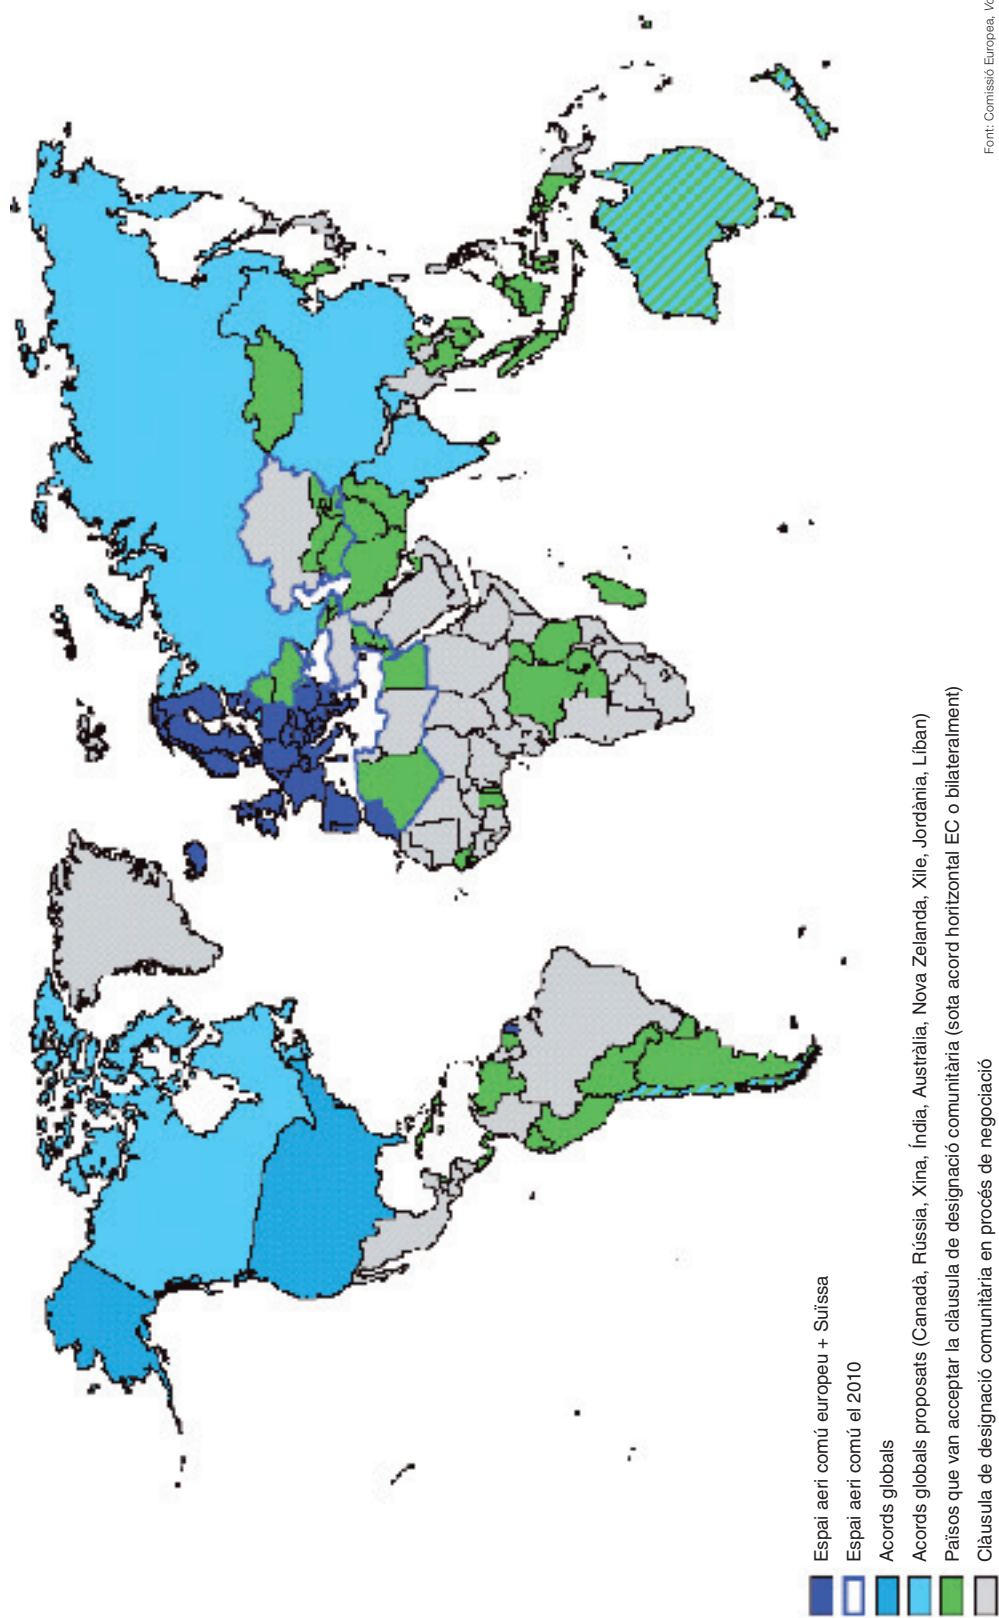 Espai aeri comú europeu + Suïssa
Espai aeri comú el 2010
Acords globals
Acords globals proposats (Canadà, Rússia, Xina, Índia, Austràlia, Nova Zelanda, Xile, Jordània, Líban)
Països que van acceptar la clàusula de designació comunitària (sota acord horitzontal EC o bilateralment)
Clàusula de designació comunitària en procés de negociació
Font: Comissió Europea,